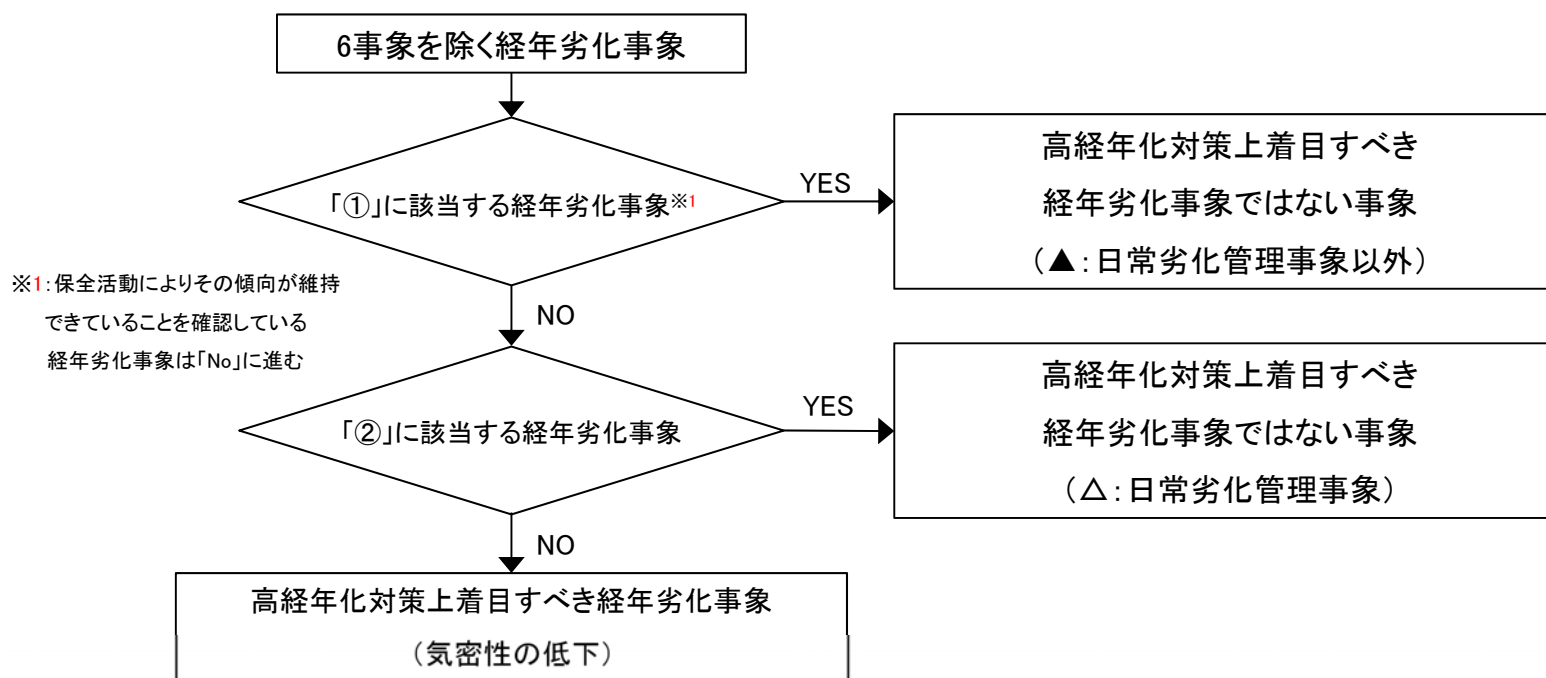 6事象を除く経年劣化事象
「①」に該当する経年劣化事象※1
YES
高経年化対策上着目すべき
経年劣化事象ではない事象
(▲:日常劣化管理事象以外)
※1:保全活動によりその傾向が維持
できていることを確認している
経年劣化事象は「No」に進む
NO
「②」に該当する経年劣化事象
YES
高経年化対策上着目すべき
経年劣化事象ではない事象
(△:日常劣化管理事象)
NO
高経年化対策上着目すべき経年劣化事象
(気密性の低下)